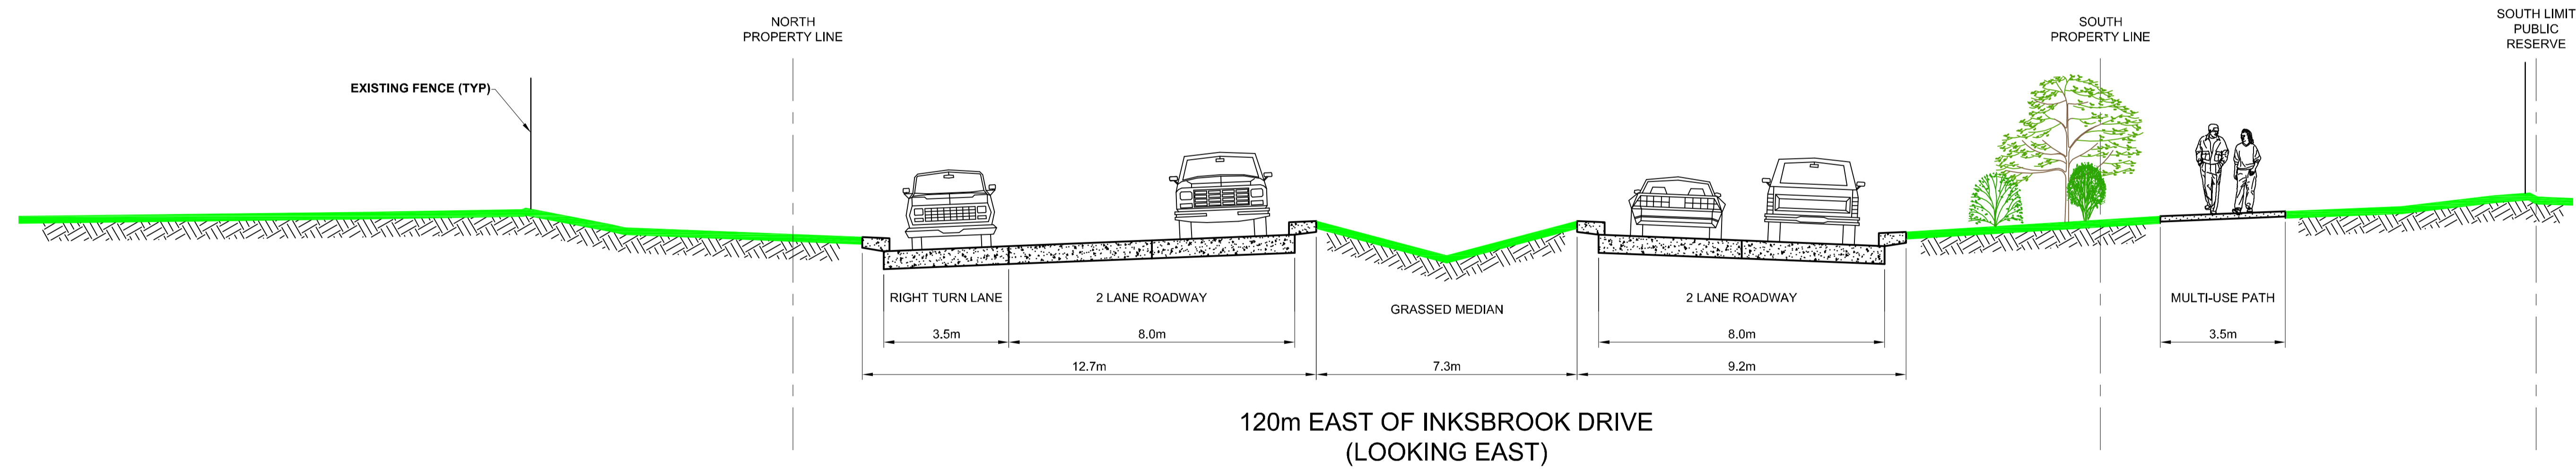 NORTH
PROPERTY LINE
SOUTH
PROPERTY LINE
SOUTH LIMIT
PUBLIC
RESERVE
EXISTING FENCE (TYP)
RIGHT TURN LANE
2 LANE ROADWAY
GRASSED MEDIAN
2 LANE ROADWAY
MULTI-USE PATH
3.5m
8.0m
8.0m
3.5m
12.7m
7.3m
9.2m
120m EAST OF INKSBROOK DRIVE
(LOOKING EAST)